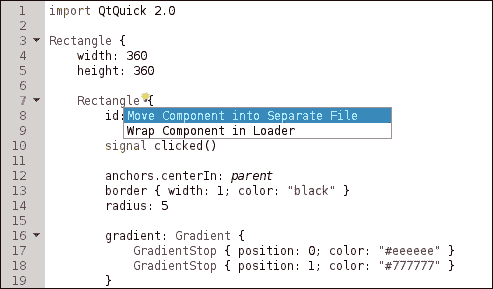 1 import QtQuick 2.0
2
3 Rectangle {
4 width: 360
5 height: 360
6
7 Rectangle {
8 id:
Move Component into Separate File
9
Wrap Component in Loader
10 signal clicked()
11
12 anchors.centerIn: parent
13 border { width: 1; color: "black" }
14 radius: 5
15
16 gradient: Gradient {
17 GradientStop { position: 0; color: "#eeeeee" }
18 GradientStop { position: 1; color: "#777777" }
19 }